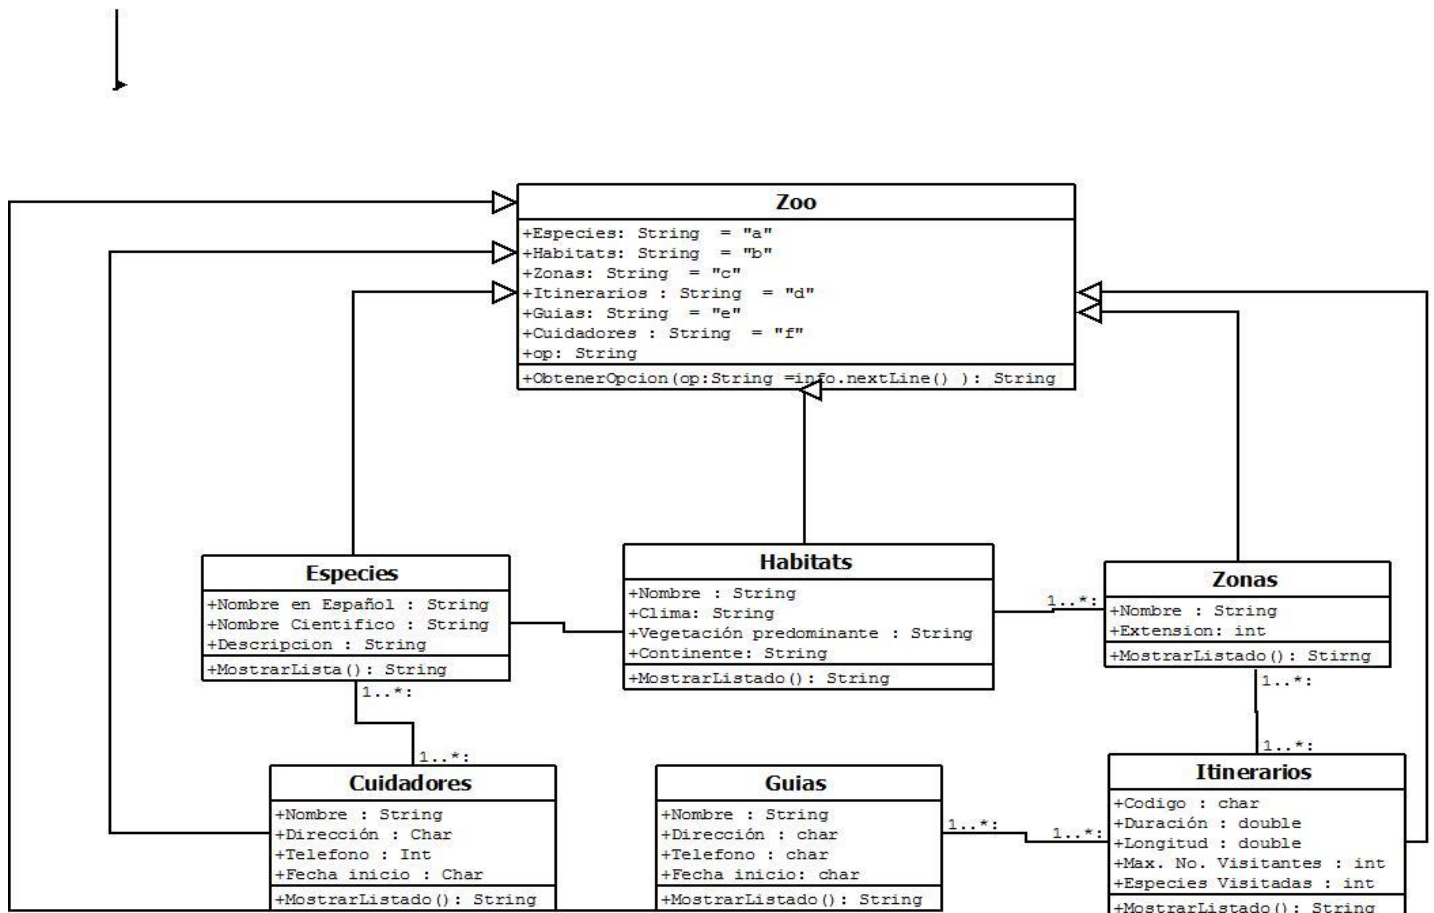 Zoo
+Especies: String = "a"
+Habitats: String = "b"
+Zonas: String = "c"
+Itinerarios : String = "d"
+Guias: String = "e"
+Cuidadores : String = "f"
+op: String
+ObtenerOpcion(op:String =info.nextLine() ): String
Especies
+Nombre en Español : String
+Nombre Cientifico : String
+Descripcion : String
+MostrarLista(): String
1..*:
Habitats
+Nombre : String
+Clima: String
+Vegetación predominante : String
+Continente: String
+MostrarListado(): String
1..*:
Zonas
+Nombre : String
+Extension: int
+MostrarListado(): Stirng
1..*:
1..*:
Cuidadores
+Nombre : String
+Dirección : Char
+Telefono : Int
+Fecha inicio : Char
+MostrarListado(): String
Guias
+Nombre : String
+Dirección : char
+Telefono : char
+Fecha inicio: char
+MostrarListado(): String
1..*:
1..*:
1..*:
Itinerarios
+Codigo : char
+Duración : double
+Longitud : double
+Max. No. Visitantes : int
+Especies Visitadas : int
+MostrarListado(): String